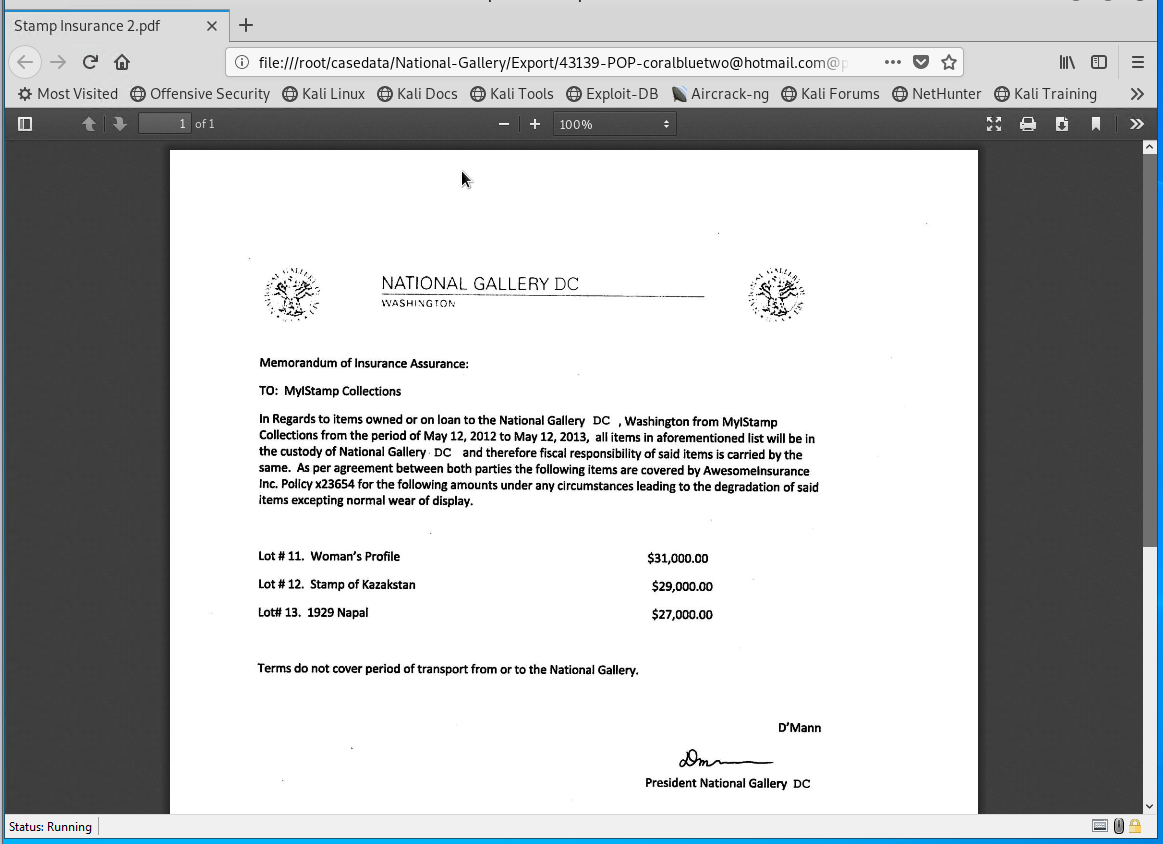 Stamp Insurance 2.pdf
file:///root/casedata/National-Gallery/Export/43139-POP-coralbluetwo@hotmail.com@p
Most Visited Offensive Security Kali Linux Kali Docs Kali Tools Exploit-DB Aircrack-ng Kali Forums NetHunter Kali Training
1 of 1 100%
NATIONAL GALLERY DC
WASHINGTON
Memorandum of Insurance Assurance:
TO: MyIStamp Collections
In Regards to items owned or on loan to the National Gallery DC , Washington from MyIStamp
Collections from the period of May 12, 2012 to May 12, 2013, all items in aforementioned list will be in
the custody of National Gallery DC and therefore fiscal responsibility of said items is carried by the
same. As per agreement between both parties the following items are covered by AwesomeInsurance
Inc. Policy x23654 for the following amounts under any circumstances leading to the degradation of said
items excepting normal wear of display.
Lot # 11. Woman's Profile $31,000.00
Lot # 12. Stamp of Kazakstan $29,000.00
Lot# 13. 1929 Napal $27,000.00
Terms do not cover period of transport from or to the National Gallery.
D'Mann
President National Gallery DC
Status: Running